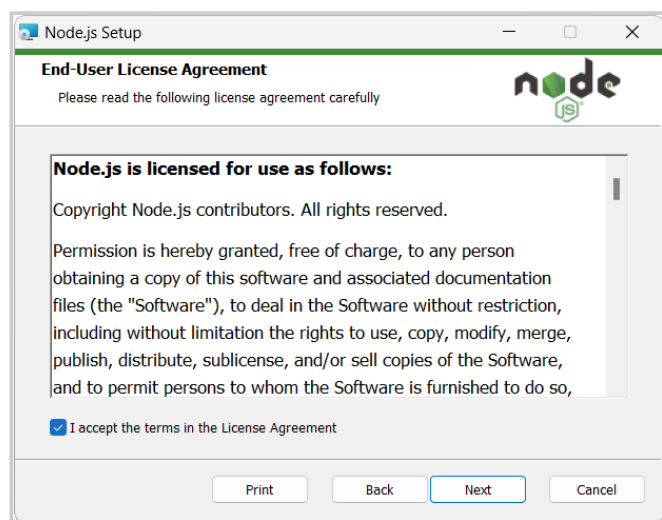 Node.js Setup
End-User License Agreement
Please read the following license agreement carefully
node
JS
Node.js is licensed for use as follows:
Copyright Node.js contributors. All rights reserved.
Permission is hereby granted, free of charge, to any person
obtaining a copy of this software and associated documentation
files (the "Software"), to deal in the Software without restriction,
including without limitation the rights to use, copy, modify, merge,
publish, distribute, sublicense, and/or sell copies of the Software,
and to permit persons to whom the Software is furnished to do so,
I accept the terms in the License Agreement
Print Back Next Cancel